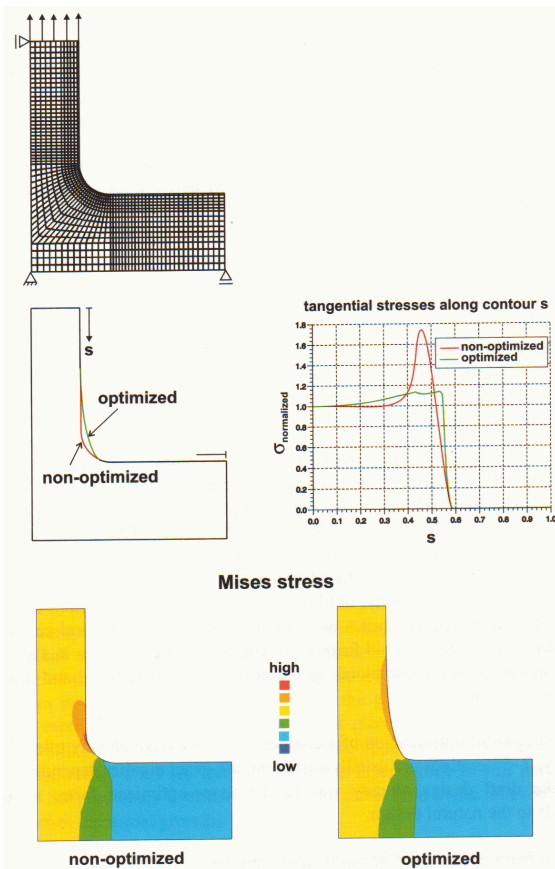 s
optimized
non-optimized
tangential stresses along contour s
σnormalized
1.8
1.6
1.4
1.2
1.0
0.8
0.6
0.4
0.2
0.0
non-optimized
optimized
0.0 0.1 0.2 0.3 0.4 0.5 0.6 0.7 0.8 0.9 1.0
s
Mises stress
high
low
non-optimized
optimized